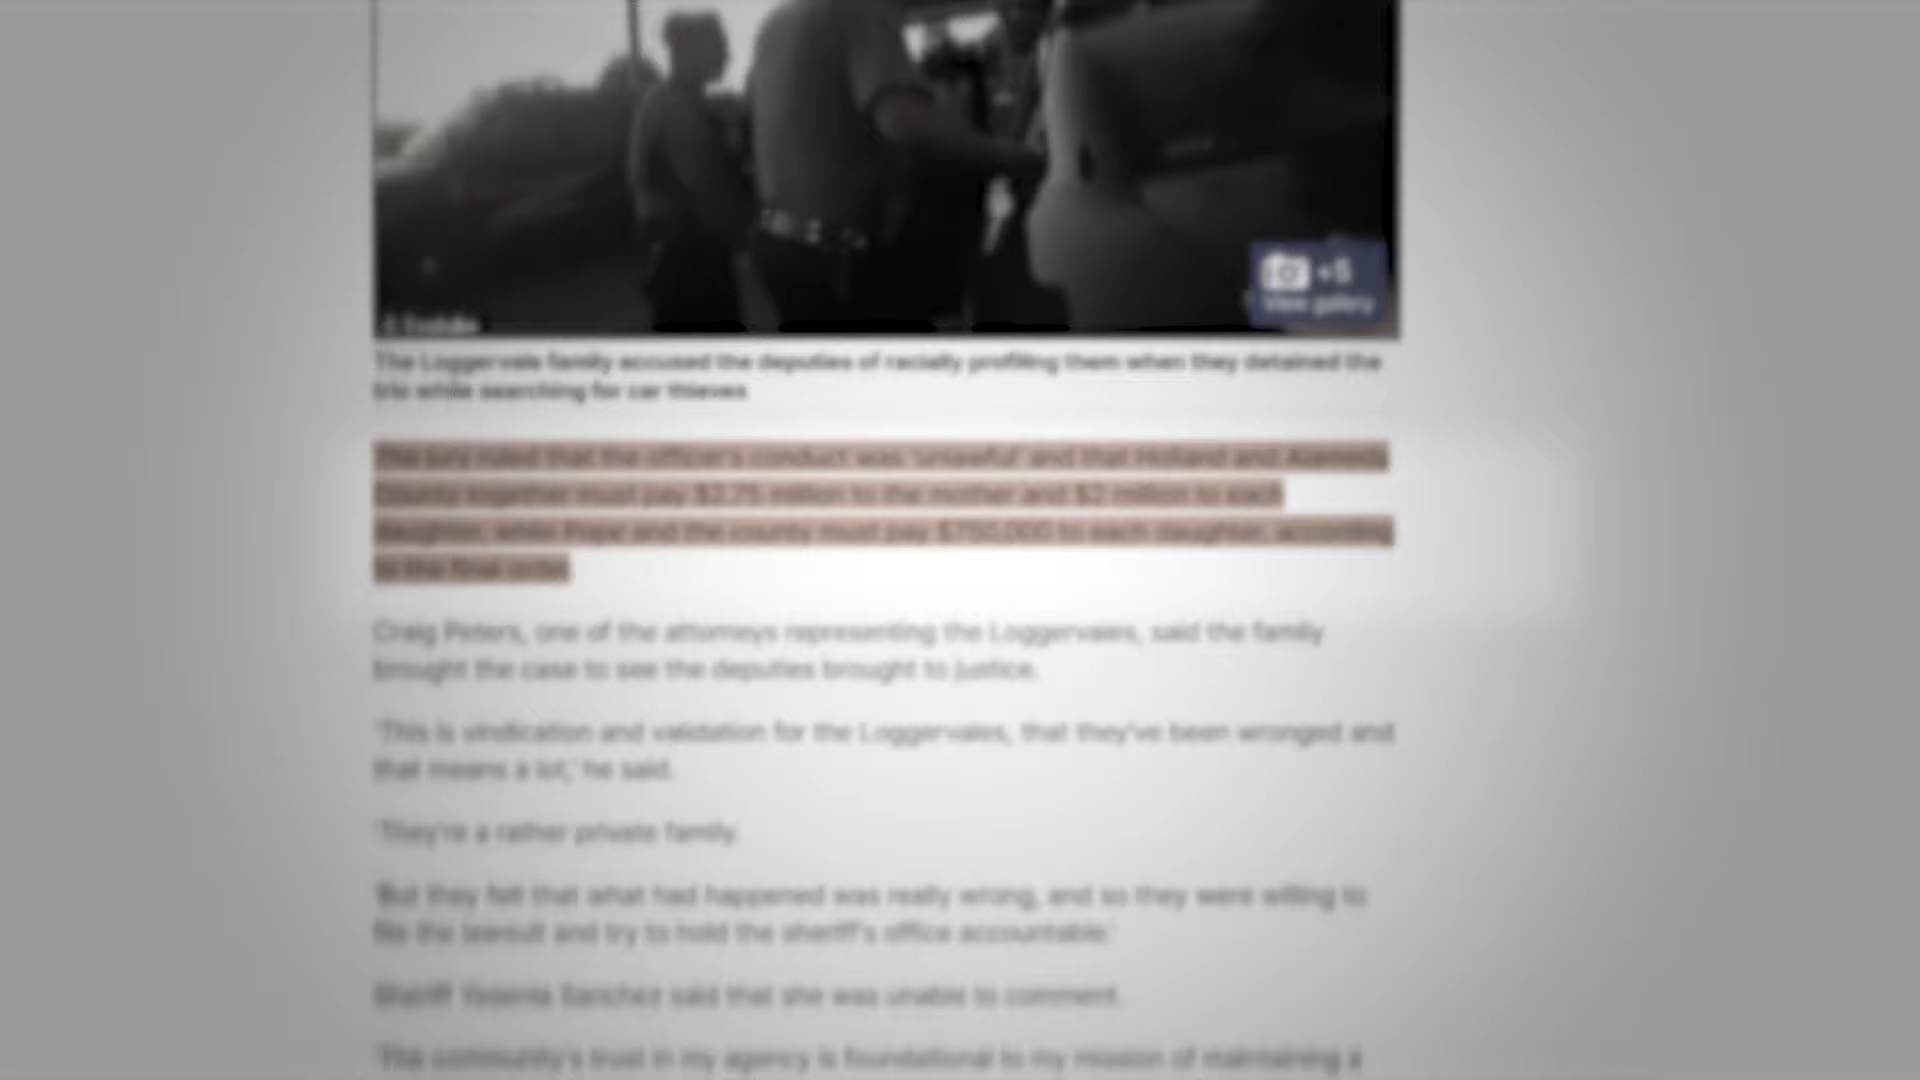 +5
View gallery
The Loggervale family accused the deputies of racially profiling them when they detained the
trio while searching for car thieves
The jury ruled that the officer's conduct was 'unlawful' and that Holland and Alameda
County together must pay $2.75 million to the mother and $2 million to each
daughter, while Pope and the county must pay $750,000 to each daughter, according
to the final order.
Craig Peters, one of the attorneys representing the Loggervales, said the family
brought the case to see the deputies brought to justice.
'This is vindication and validation for the Loggervales, that they've been wronged and
that means a lot,' he said.
'They're a rather private family.
'But they felt that what had happened was really wrong, and so they were willing to
file this lawsuit and try to hold the sheriff's office accountable.'
Sheriff Yesenia Sanchez said that she was unable to comment.
'The community's trust in my agency is foundational to my mission of maintaining a